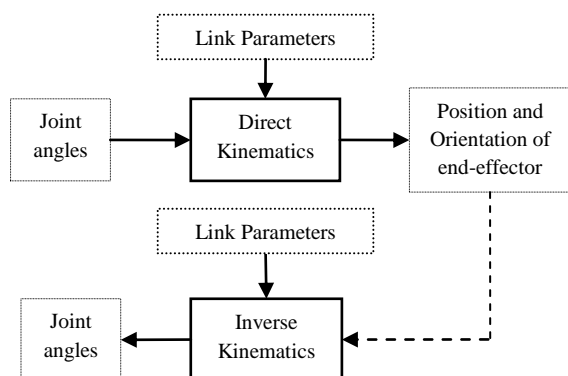 Link Parameters
Joint
angles
Direct
Kinematics
Position and
Orientation of
end-effector
Link Parameters
Joint
angles
Inverse
Kinematics